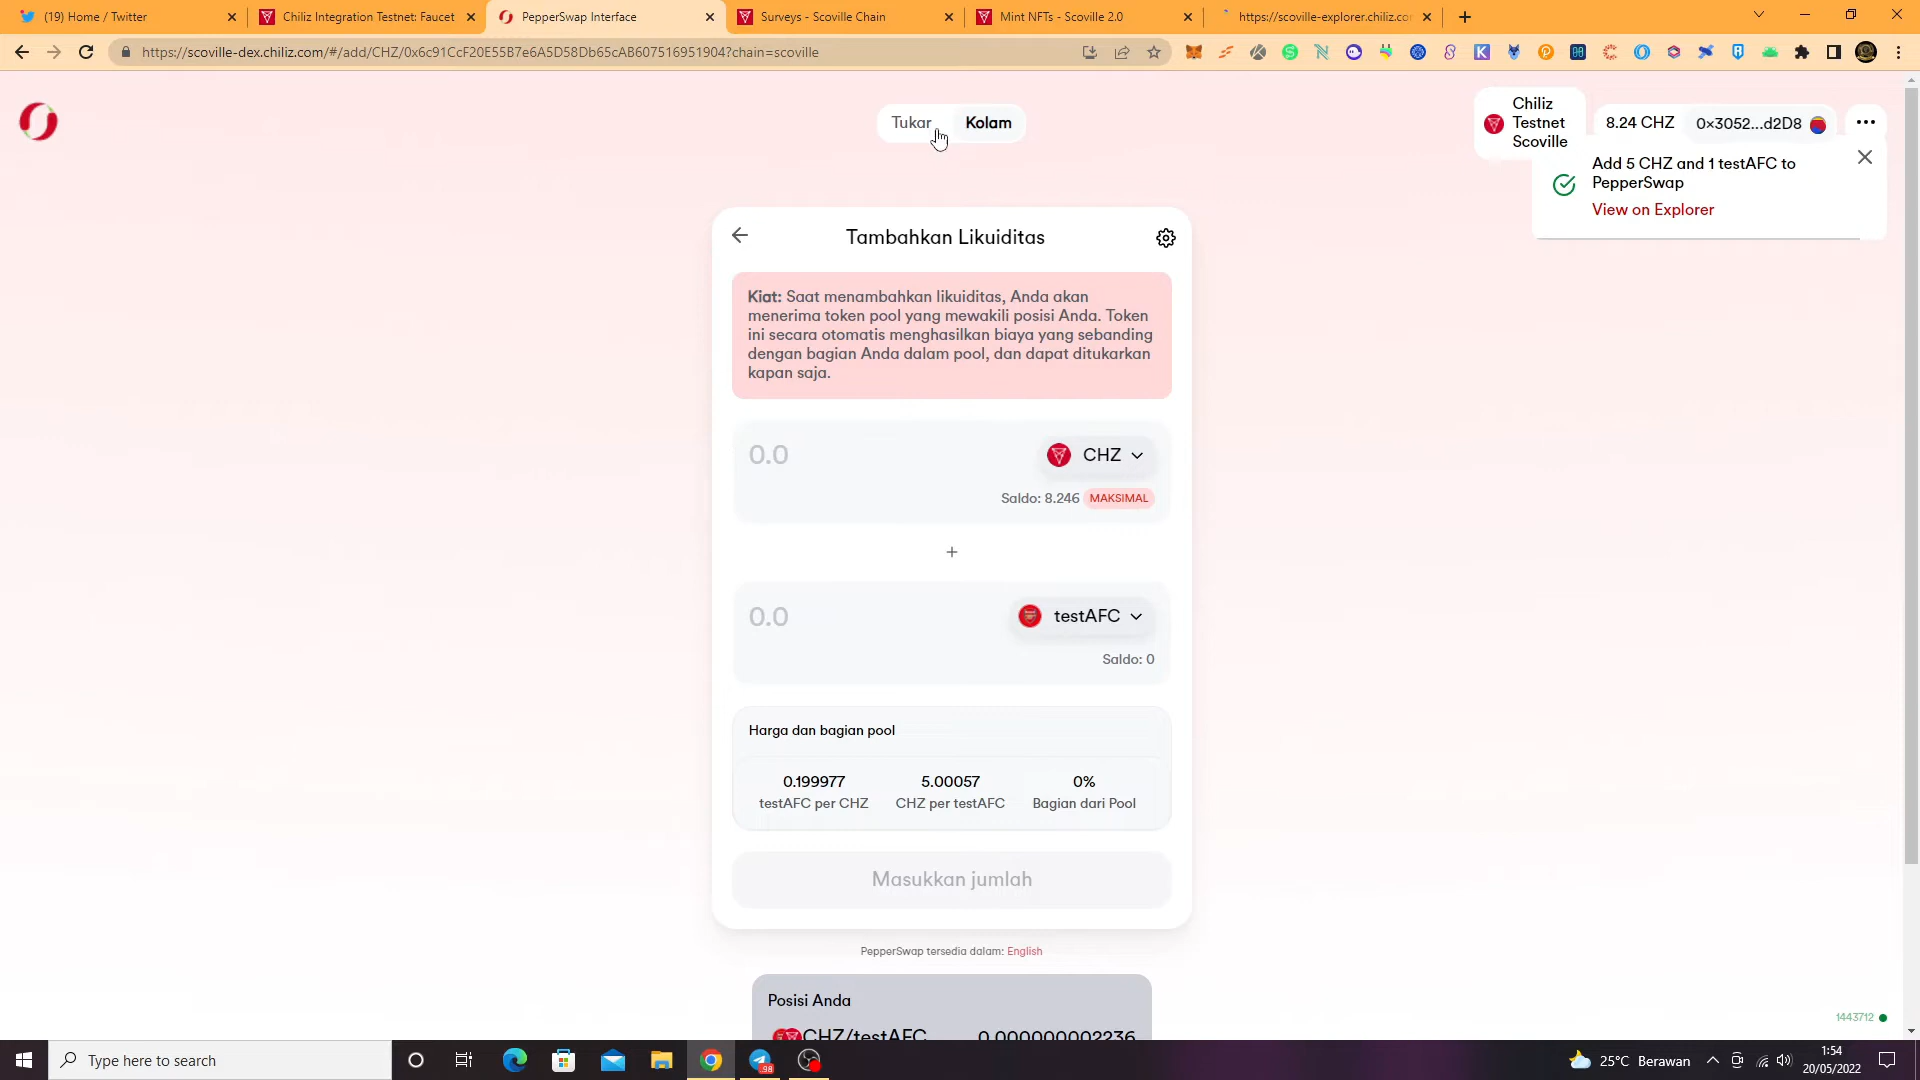 (19) Home / Twitter
Chiliz Integration Testnet: Faucet
PepperSwap Interface
Surveys - Scoville Chain
Mint NFTs - Scoville 2.0
https://scoville-explorer.chiliz.co
https://scoville-dex.chiliz.com/#/add/CHZ/0x6c91CcF20E55B7e6A5D58Db65cAB607516951904?chain=scoville
Tukar
Kolam
Chiliz
Testnet
Scoville
8.24 CHZ
0x3052...d2D8
Add 5 CHZ and 1 testAFC to
PepperSwap
View on Explorer
Tambahkan Likuiditas
Kiat: Saat menambahkan likuiditas, Anda akan
menerima token pool yang mewakili posisi Anda. Token
ini secara otomatis menghasilkan biaya yang sebanding
dengan bagian Anda dalam pool, dan dapat ditukarkan
kapan saja.
0.0
CHZ
Saldo: 8.246 MAKSIMAL
+
0.0
testAFC
Saldo: 0
Harga dan bagian pool
0.199977
5.00057
0%
testAFC per CHZ
CHZ per testAFC
Bagian dari Pool
Masukkan jumlah
PepperSwap tersedia dalam: English
Posisi Anda
CHZ/testAFC
0.000000002236
1443712
Type here to search
98
25°C Berawan
1:54
20/05/2022